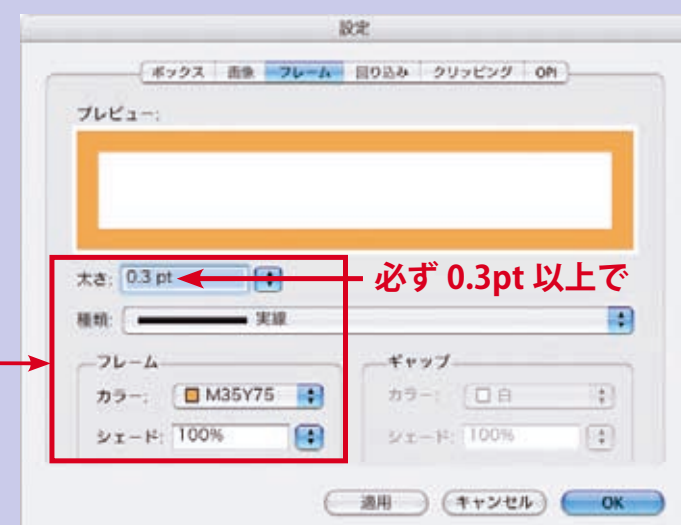 設定
ボックス 画像 フレーム 回り込み クリッピング OPI
プレビュー:
太さ: 0.3 pt 必ず 0.3pt 以上で
種類: 実線
フレーム ギャップ
カラー: M35Y75 カラー: 白
シェード: 100% シェード: 100%
適用 キャンセル OK